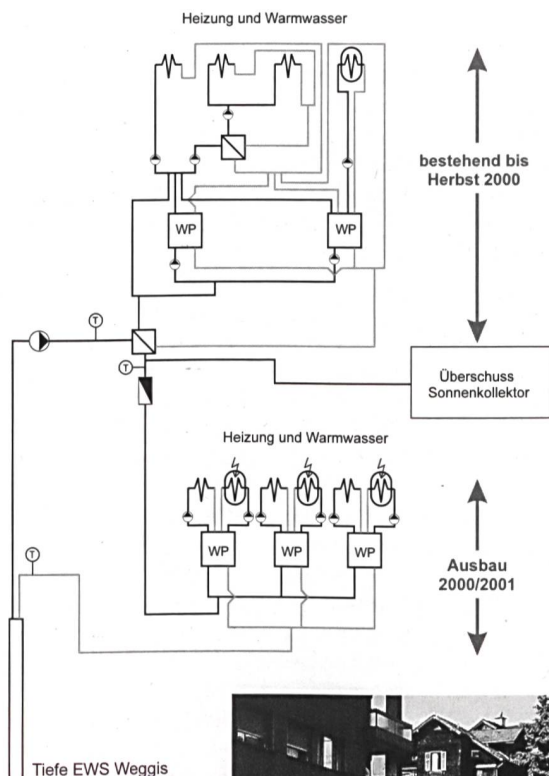 Heizung und Warmwasser
bestehend bis
Herbst 2000
WP
WP
T
T
Überschuss
Sonnenkollektor
Heizung und Warmwasser
WP
WP
WP
Ausbau
2000/2001
T
Tiefe EWS Weggis